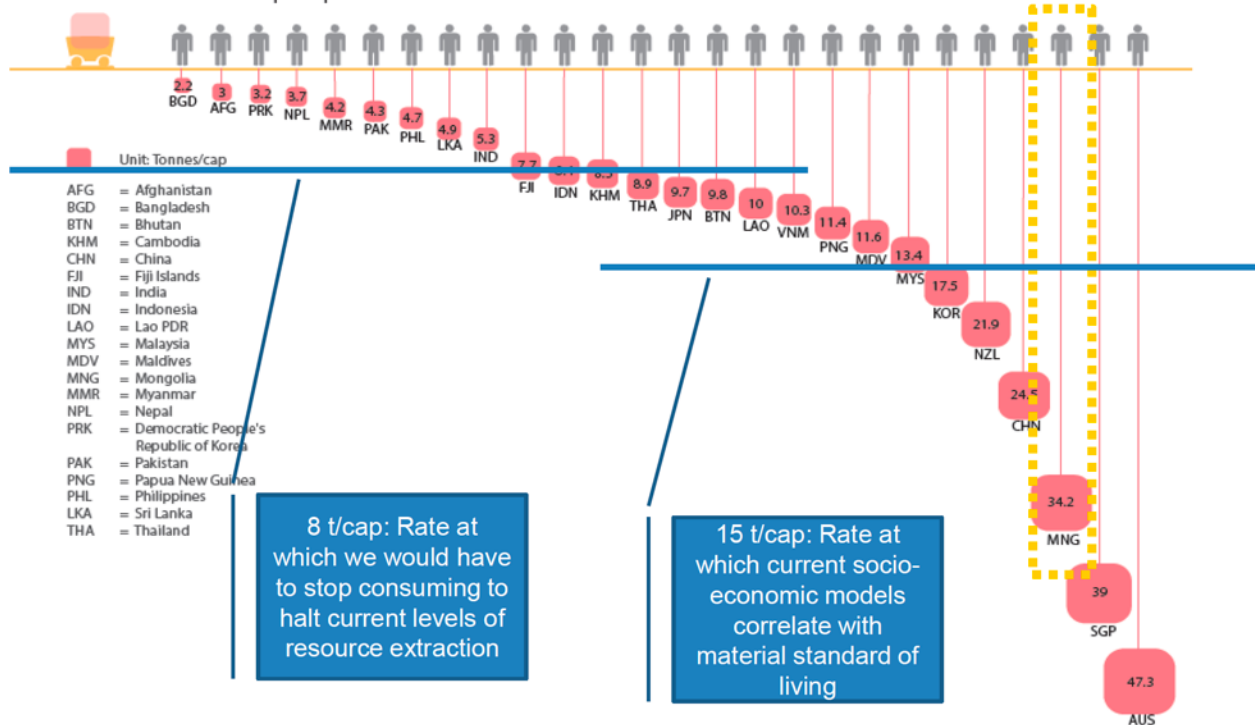 2.2
BGD
3
AFG
3.2
PRK
3.7
NPL
4.2
MMR
4.3
PAK
4.7
PHL
4.9
LKA
5.3
IND
7.7
FJI
IDN
8.5
KHM
8.9
THA
9.7
JPN
9.8
BTN
10
LAO
10.3
VNM
11.4
PNG
11.6
MDV
13.4
MYS
17.5
KOR
21.9
NZL
24.5
CHN
34.2
MNG
39
SGP
47.3
AUS
Unit: Tonnes/cap
AFG = Afghanistan
BGD = Bangladesh
BTN = Bhutan
KHM = Cambodia
CHN = China
FJI = Fiji Islands
IND = India
IDN = Indonesia
LAO = Lao PDR
MYS = Malaysia
MDV = Maldives
MNG = Mongolia
MMR = Myanmar
NPL = Nepal
PRK = Democratic People's
Republic of Korea
PAK = Pakistan
PNG = Papua New Guinea
PHL = Philippines
LKA = Sri Lanka
THA = Thailand
8 t/cap: Rate at
which we would have
to stop consuming to
halt current levels of
resource extraction
15 t/cap: Rate at
which current socio-
economic models
correlate with
material standard of
living